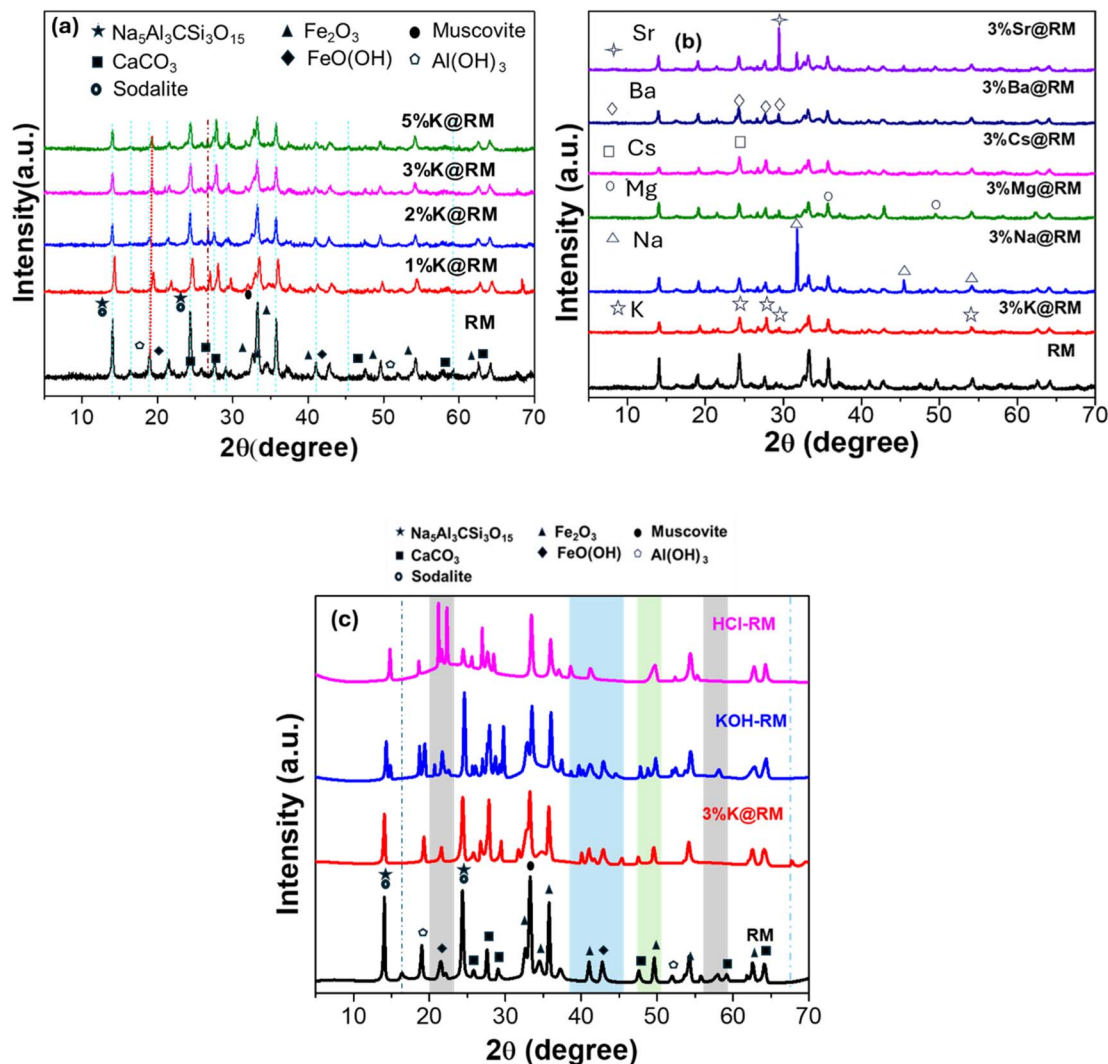 (a)
Na₅Al₃CSi₃O₁₅
Fe₂O₃
Muscovite
CaCO₃
FeO(OH)
Al(OH)₃
Sodalite
5%K@RM
3%K@RM
2%K@RM
1%K@RM
RM
Intensity(a.u.)
10 20 30 40 50 60 70
2θ(degree)
(b)
Sr
3%Sr@RM
Ba
3%Ba@RM
Cs
3%Cs@RM
Mg
3%Mg@RM
Na
3%Na@RM
K
3%K@RM
RM
Intensity (a.u.)
10 20 30 40 50 60 70
2θ (degree)
Na₅Al₃CSi₃O₁₅
Fe₂O₃
Muscovite
CaCO₃
FeO(OH)
Al(OH)₃
Sodalite
(c)
HCl-RM
KOH-RM
3%K@RM
RM
Intensity (a.u.)
10 20 30 40 50 60 70
2θ (degree)